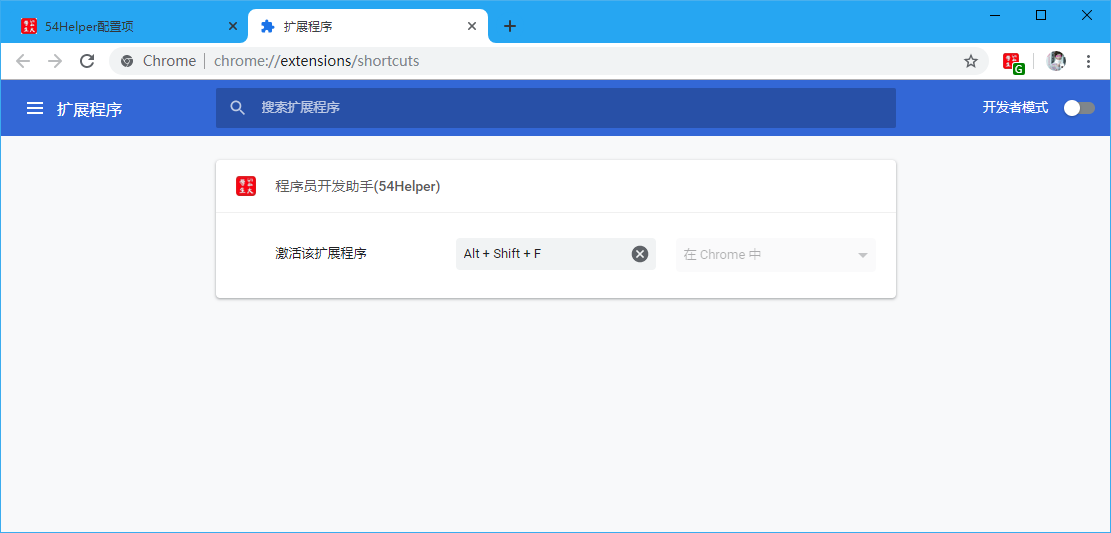 54Helper配置项
扩展程序
Chrome | chrome://extensions/shortcuts
G
扩展程序
搜索扩展程序
开发者模式
程序员开发助手(54Helper)
激活该扩展程序
Alt + Shift + F
在 Chrome 中